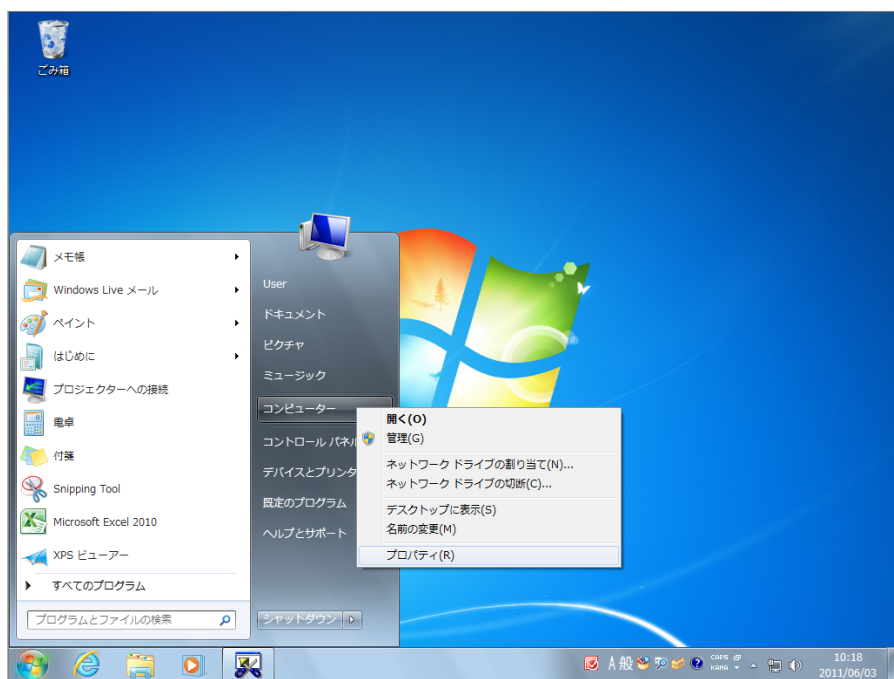 ごみ箱
メモ帳
Windows Live メール
ペイント
はじめに
プロジェクターへの接続
電卓
付箋
Snipping Tool
Microsoft Excel 2010
XPS ビューアー
すべてのプログラム
プログラムとファイルの検索
User
ドキュメント
ピクチャ
ミュージック
コンピューター
コントロール パネル
デバイスとプリンタ
既定のプログラム
ヘルプとサポート
シャットダウン
開く(O)
管理(G)
ネットワーク ドライブの割り当て(N)...
ネットワーク ドライブの切断(C)...
デスクトップに表示(S)
名前の変更(M)
プロパティ(R)
A 般
CAPS
KANA
10:18
2011/06/03